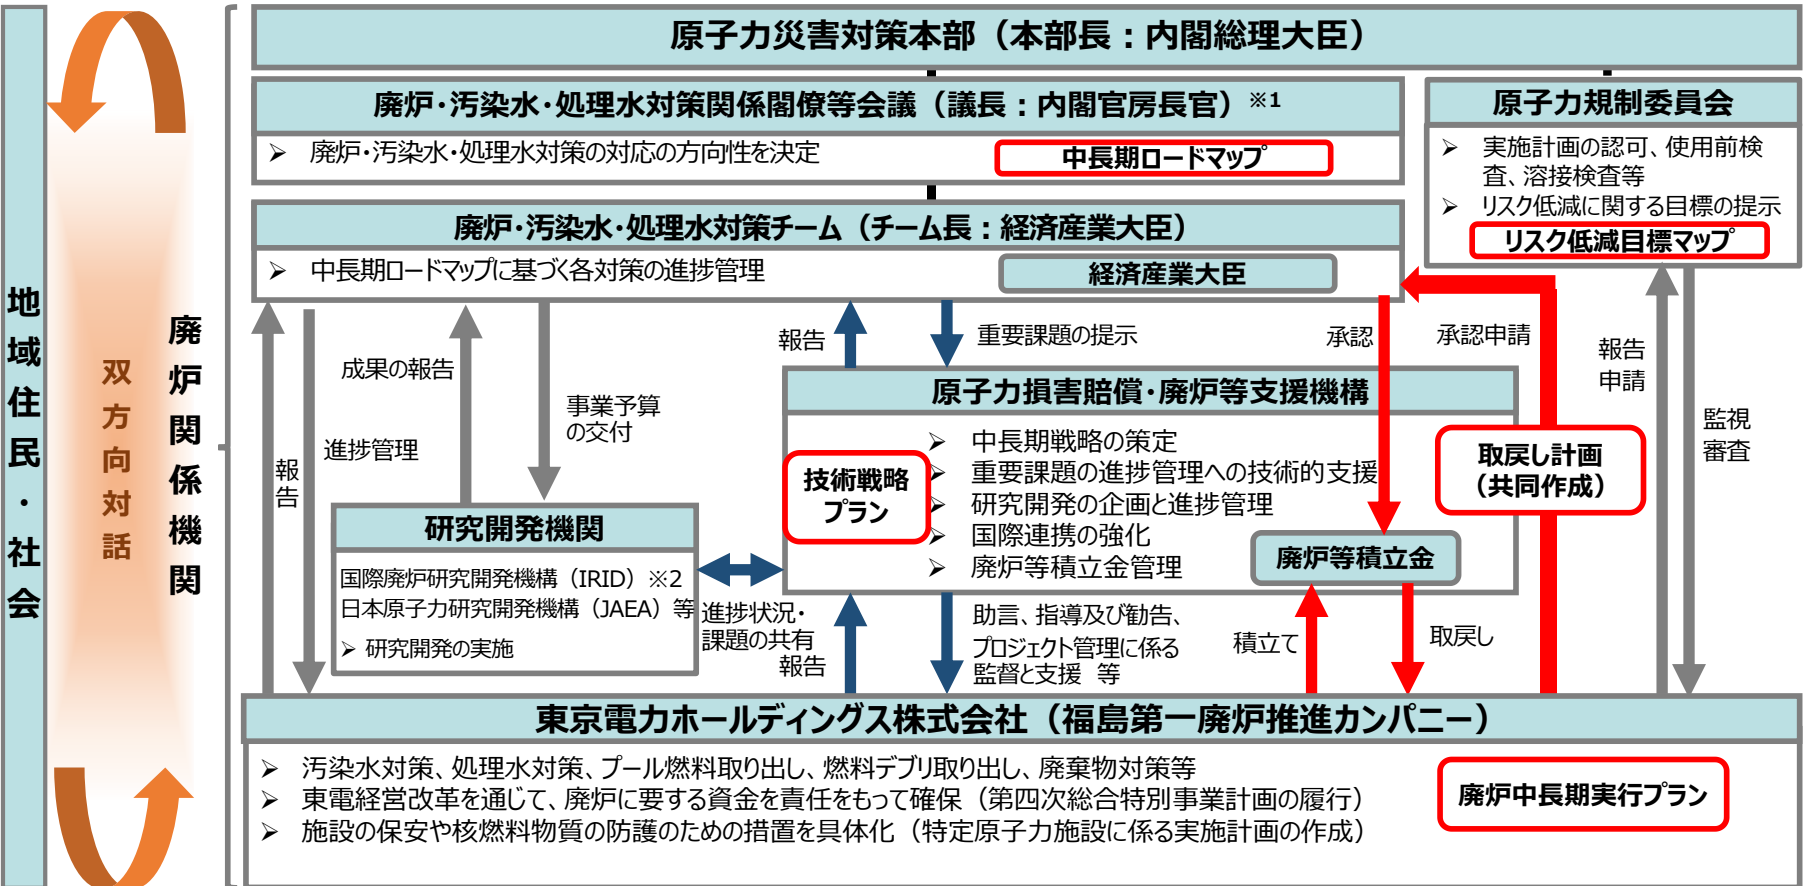 原子力災害対策本部（本部長：内閣総理大臣）
廃炉・汚染水・処理水対策関係閣僚等会議（議長：内閣官房長官）※1
➢ 廃炉・汚染水・処理水対策の対応の方向性を決定
中長期ロードマップ
原子力規制委員会
➢ 実施計画の認可、使用前検
査、溶接検査等
➢ リスク低減に関する目標の提示
リスク低減目標マップ
廃炉・汚染水・処理水対策チーム（チーム長：経済産業大臣）
➢ 中長期ロードマップに基づく各対策の進捗管理
経済産業大臣
地域住民・社会
双方向対話
廃炉関係機関
報告
進捗管理
成果の報告
事業予算
の交付
報告
重要課題の提示
承認
承認申請
報告
申請
監視
審査
原子力損害賠償・廃炉等支援機構
技術戦略
プラン
➢ 中長期戦略の策定
➢ 重要課題の進捗管理への技術的支援
➢ 研究開発の企画と進捗管理
➢ 国際連携の強化
➢ 廃炉等積立金管理
廃炉等積立金
取戻し計画
（共同作成）
研究開発機関
国際廃炉研究開発機構（IRID）※2
日本原子力研究開発機構（JAEA）等
➢ 研究開発の実施
進捗状況・
課題の共有
報告
助言、指導及び勧告、
プロジェクト管理に係る
監督と支援 等
積立て
取戻し
東京電力ホールディングス株式会社（福島第一廃炉推進カンパニー）
➢ 汚染水対策、処理水対策、プール燃料取り出し、燃料デブリ取り出し、廃棄物対策等
➢ 東電経営改革を通じて、廃炉に要する資金を責任をもって確保（第四次総合特別事業計画の履行）
➢ 施設の保安や核燃料物質の防護のための措置を具体化（特定原子力施設に係る実施計画の作成）
廃炉中長期実行プラン